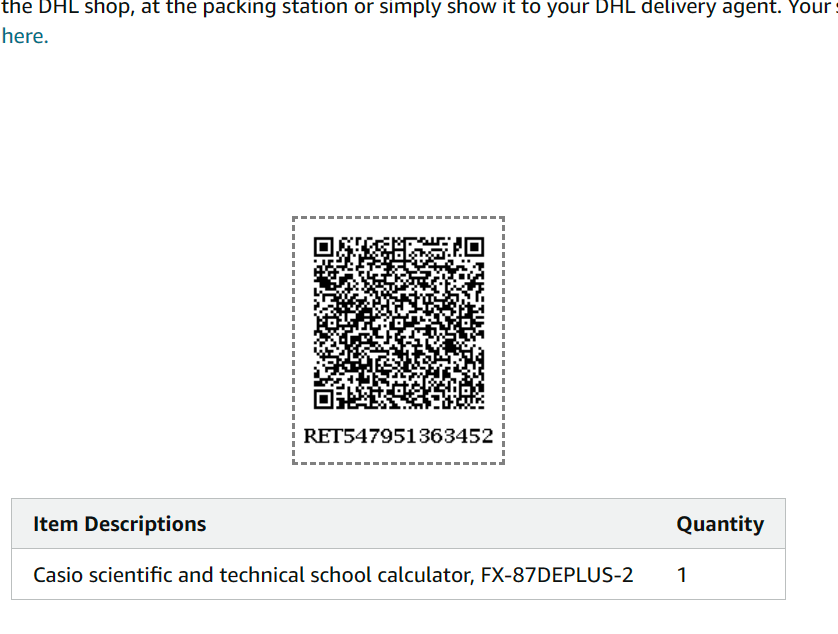 the DHL shop, at the packing station or simply show it to your DHL delivery agent. Your
here.
RET547951363452
Item Descriptions Quantity
Casio scientific and technical school calculator, FX-87DEPLUS-2 1